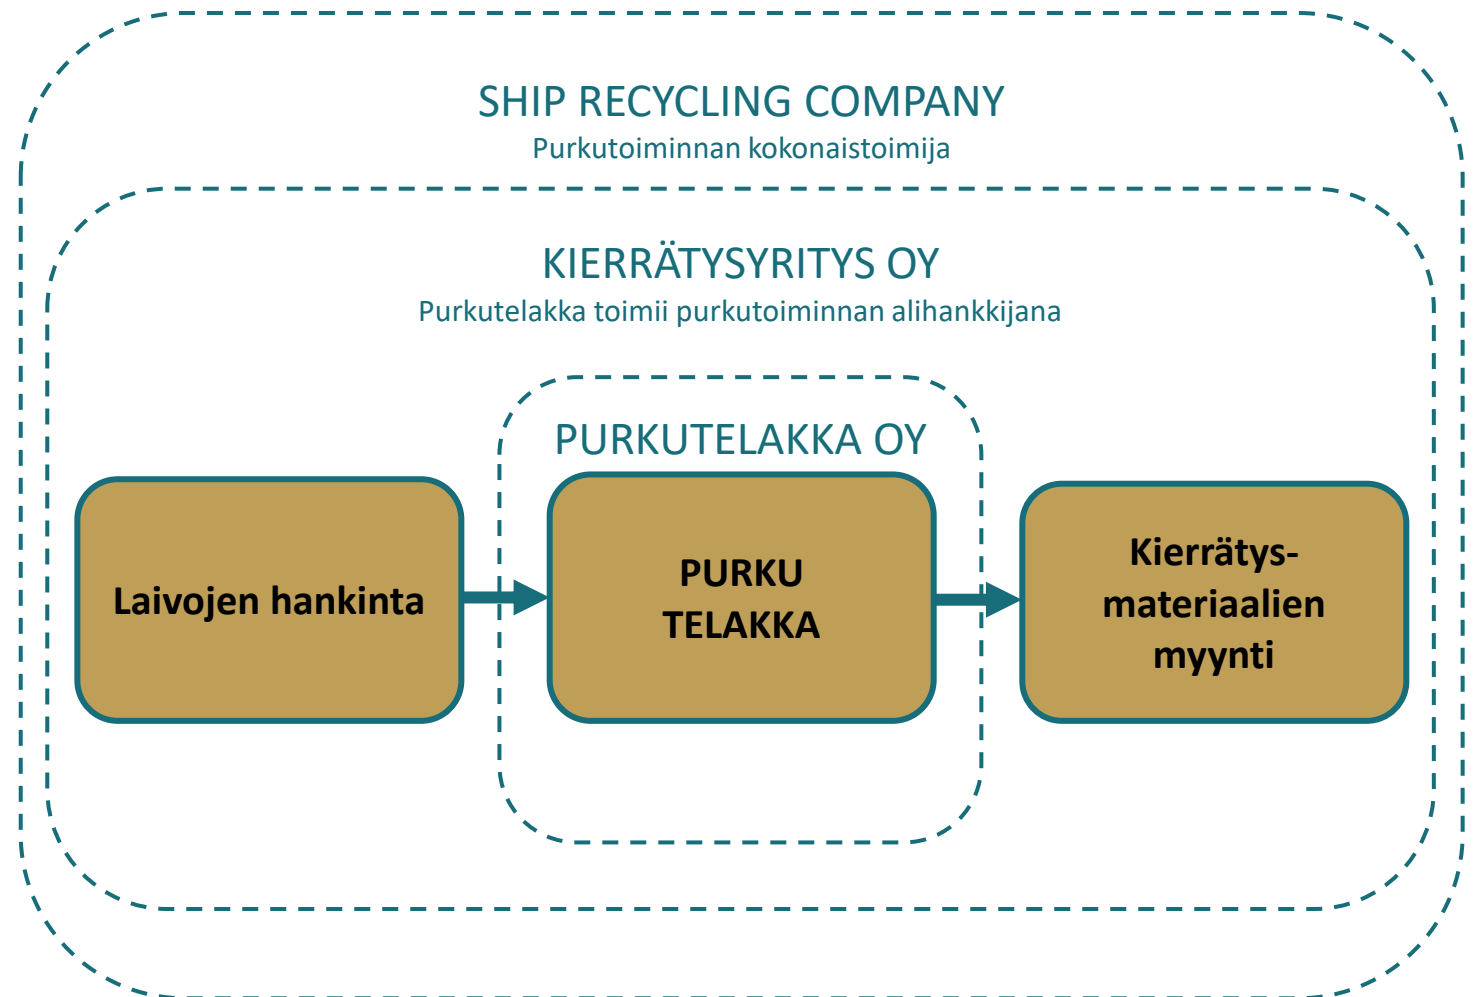 SHIP RECYCLING COMPANY
Purkutoiminnan kokonaistoimija
KIERRÄTYSYRITYS OY
Purkutelakka toimii purkutoiminnan alihankkijana
PURKUTELAKKA OY
Laivojen hankinta
PURKU
TELAKKA
Kierrätys-
materiaalien
myynti